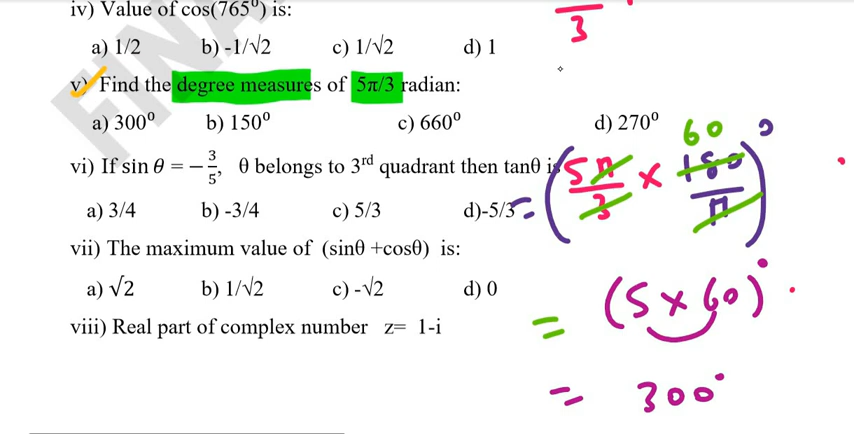 iv) Value of cos(765⁰) is:
a) 1/2 b) -1/√2 c) 1/√2 d) 1
3
v) Find the degree measures of 5π/3 radian:
a) 300⁰ b) 150⁰ c) 660⁰ d) 270⁰
vi) If sin θ = −3/5, θ belongs to 3rd quadrant then tanθ is
a) 3/4 b) -3/4 c) 5/3 d)-5/3
= (5π/3 × 180/π)°
60
vii) The maximum value of (sinθ +cosθ) is:
a) √2 b) 1/√2 c) -√2 d) 0
= (5 × 60)°
viii) Real part of complex number z= 1-i
= 300°